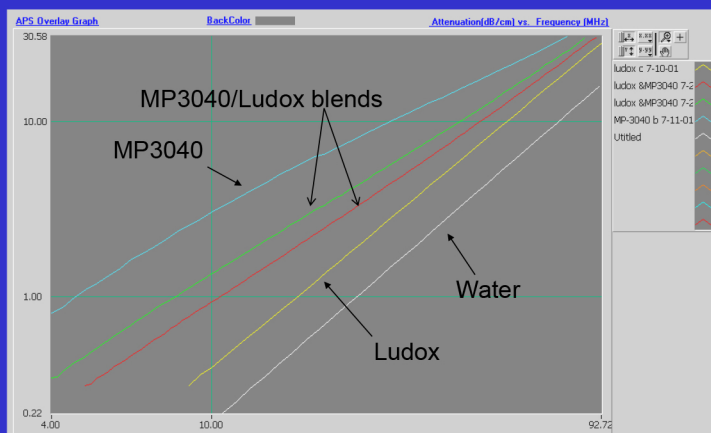 APS Overlay Graph BackColor Attenuation(dB/cm) vs. Frequency (MHz)
30.58
10.00
1.00
0.22
4.00 10.00 92.72
MP3040/Ludox blends
MP3040
Water
Ludox
ludox c 7-10-01
ludox &MP3040 7-2
ludox &MP3040 7-2
MP-3040 b 7-11-01
Utitled